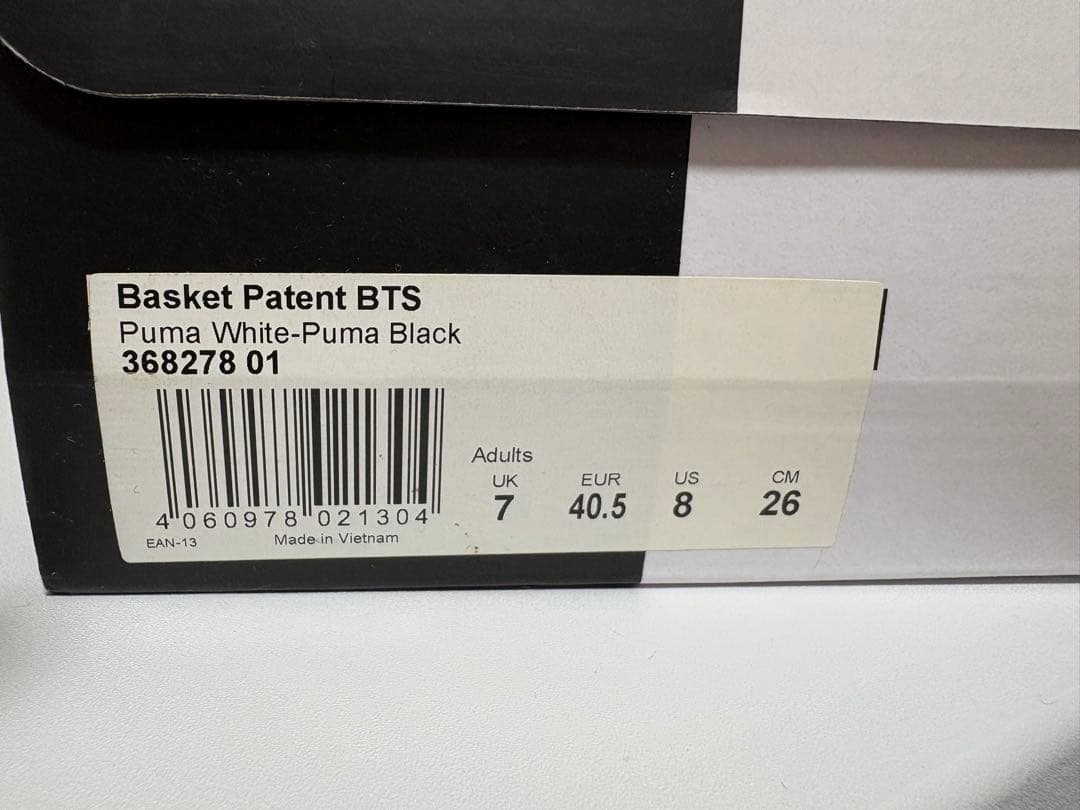 Basket Patent BTS
Puma White-Puma Black
368278 01
Adults
UK EUR US CM
7 40.5 8 26
4 060978 021304
EAN-13 Made in Vietnam